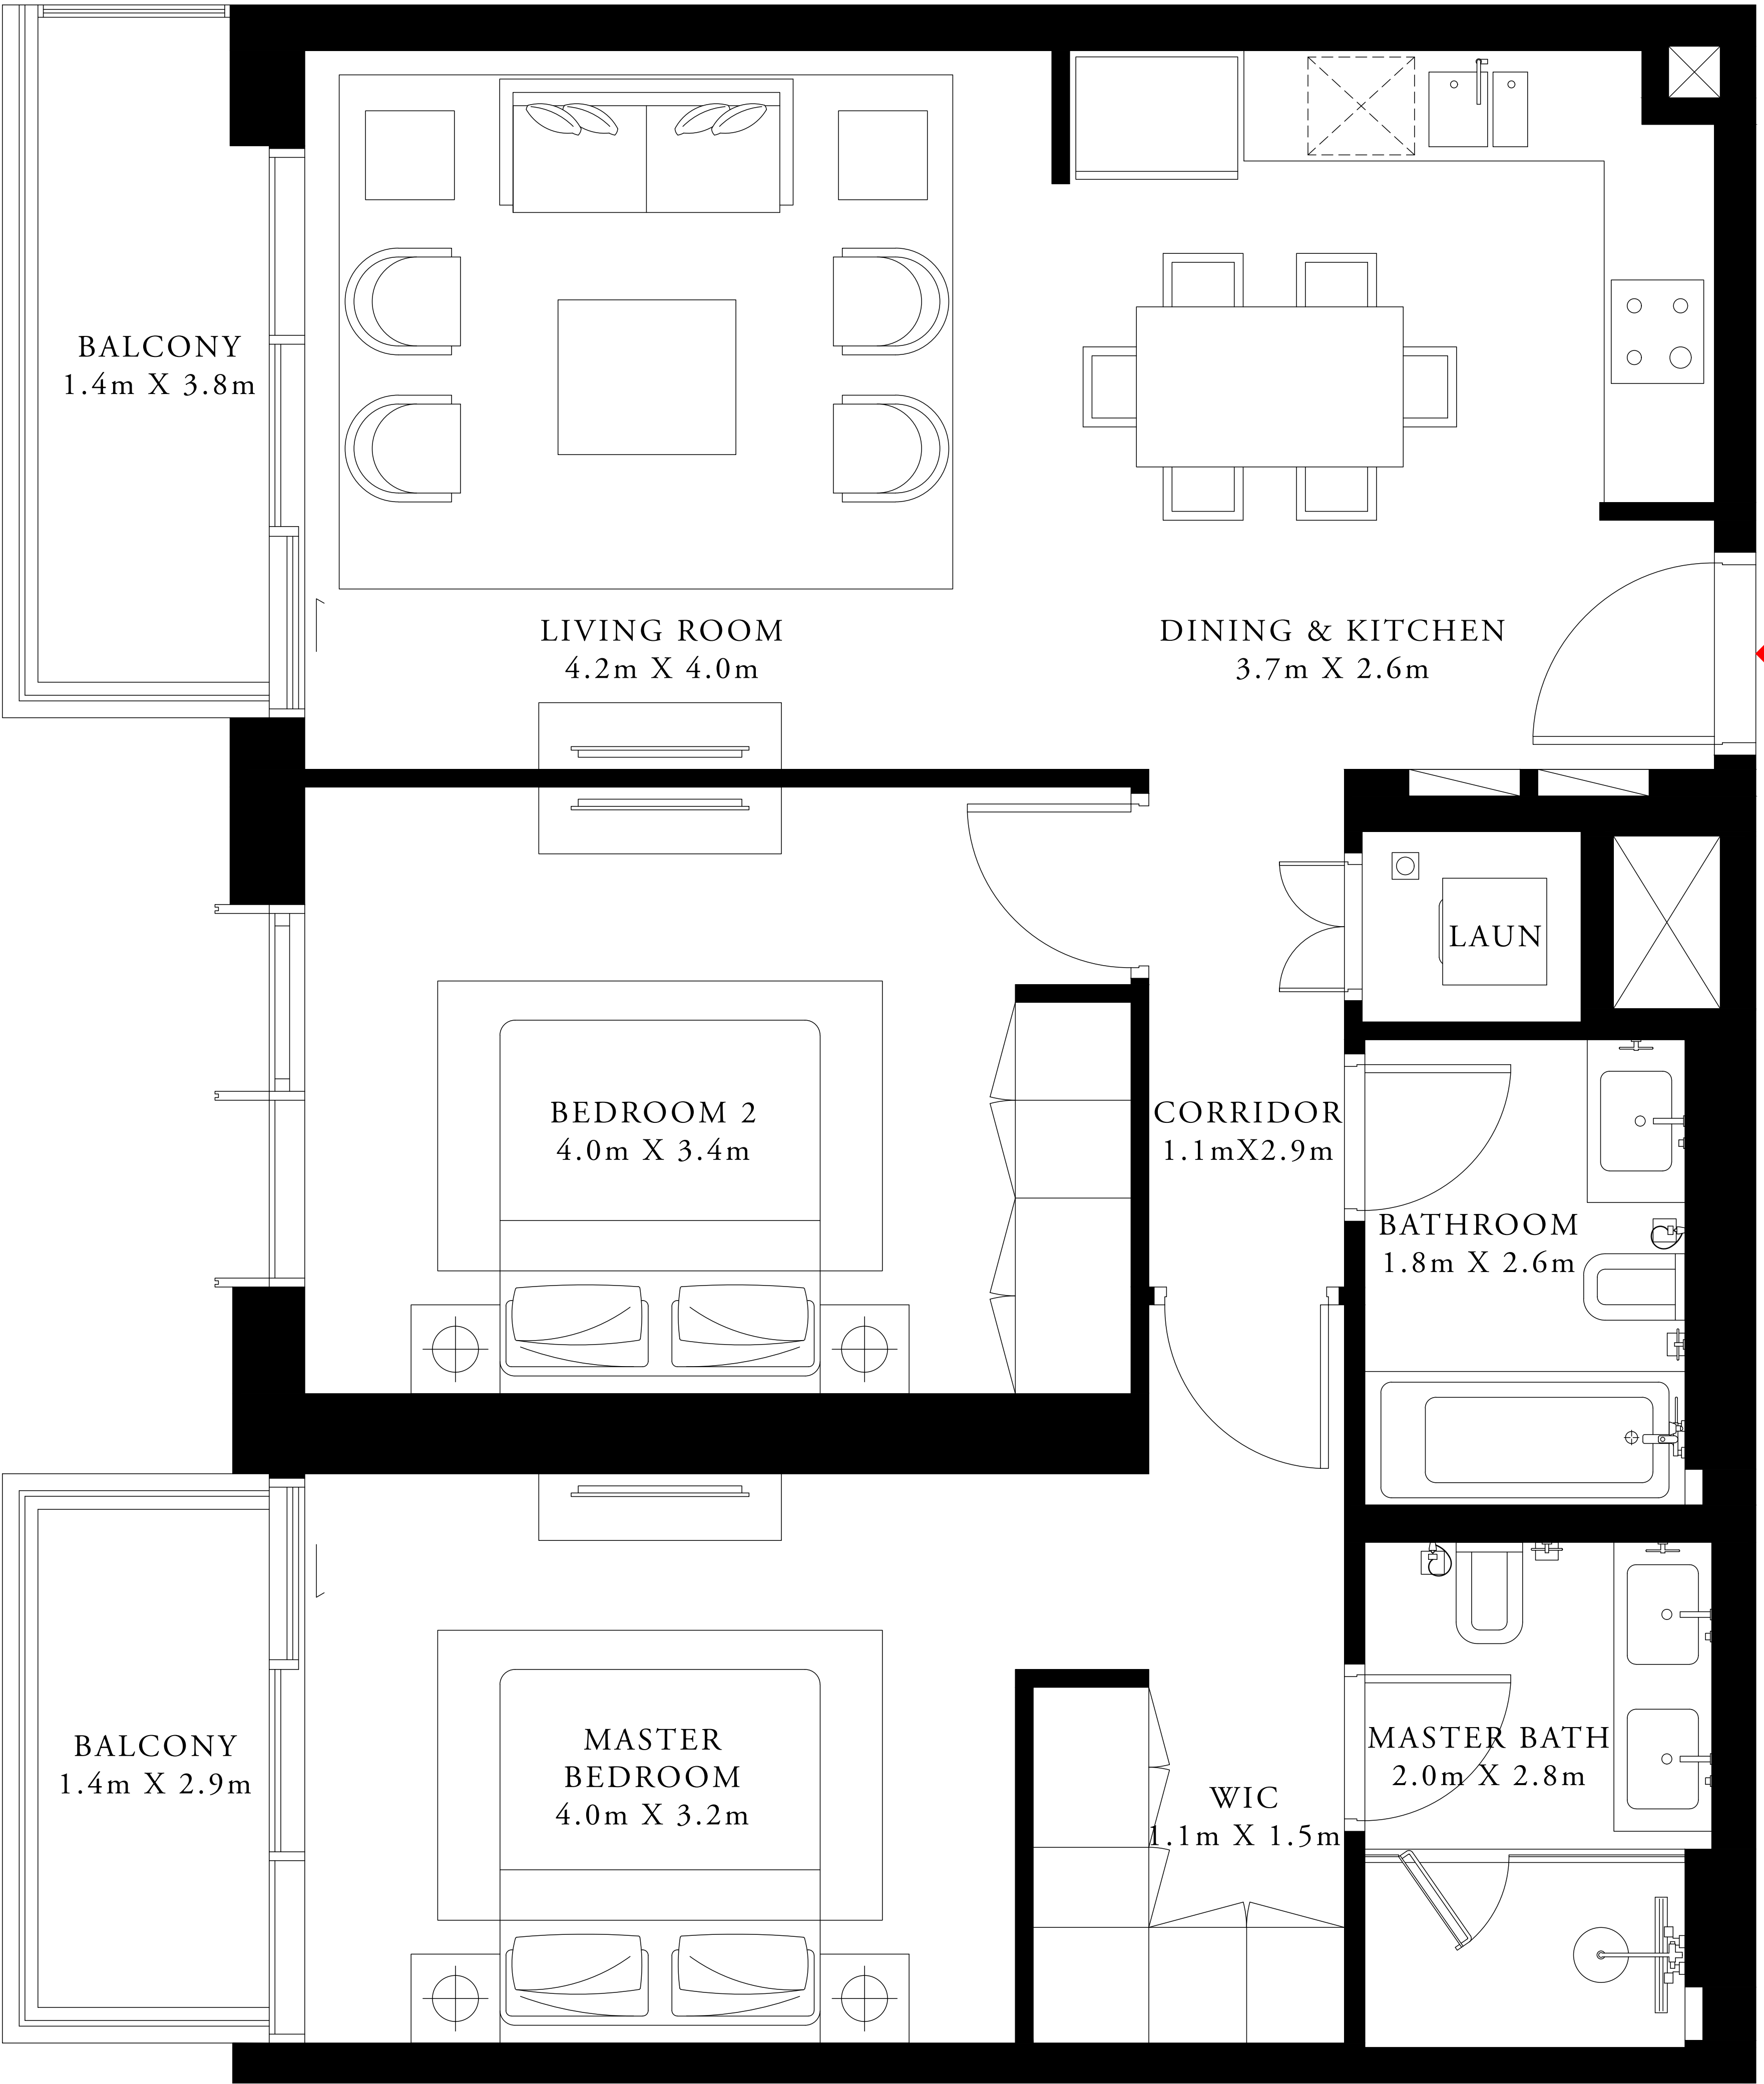 BALCONY
1.4m X 3.8m
LIVING ROOM
4.2m X 4.0m
DINING & KITCHEN
3.7m X 2.6m
LAUN
BEDROOM 2
4.0m X 3.4m
CORRIDOR
1.1mX2.9m
BATHROOM
1.8m X 2.6m
BALCONY
1.4m X 2.9m
MASTER
BEDROOM
4.0m X 3.2m
WIC
1.1m X 1.5m
MASTER BATH
2.0m X 2.8m